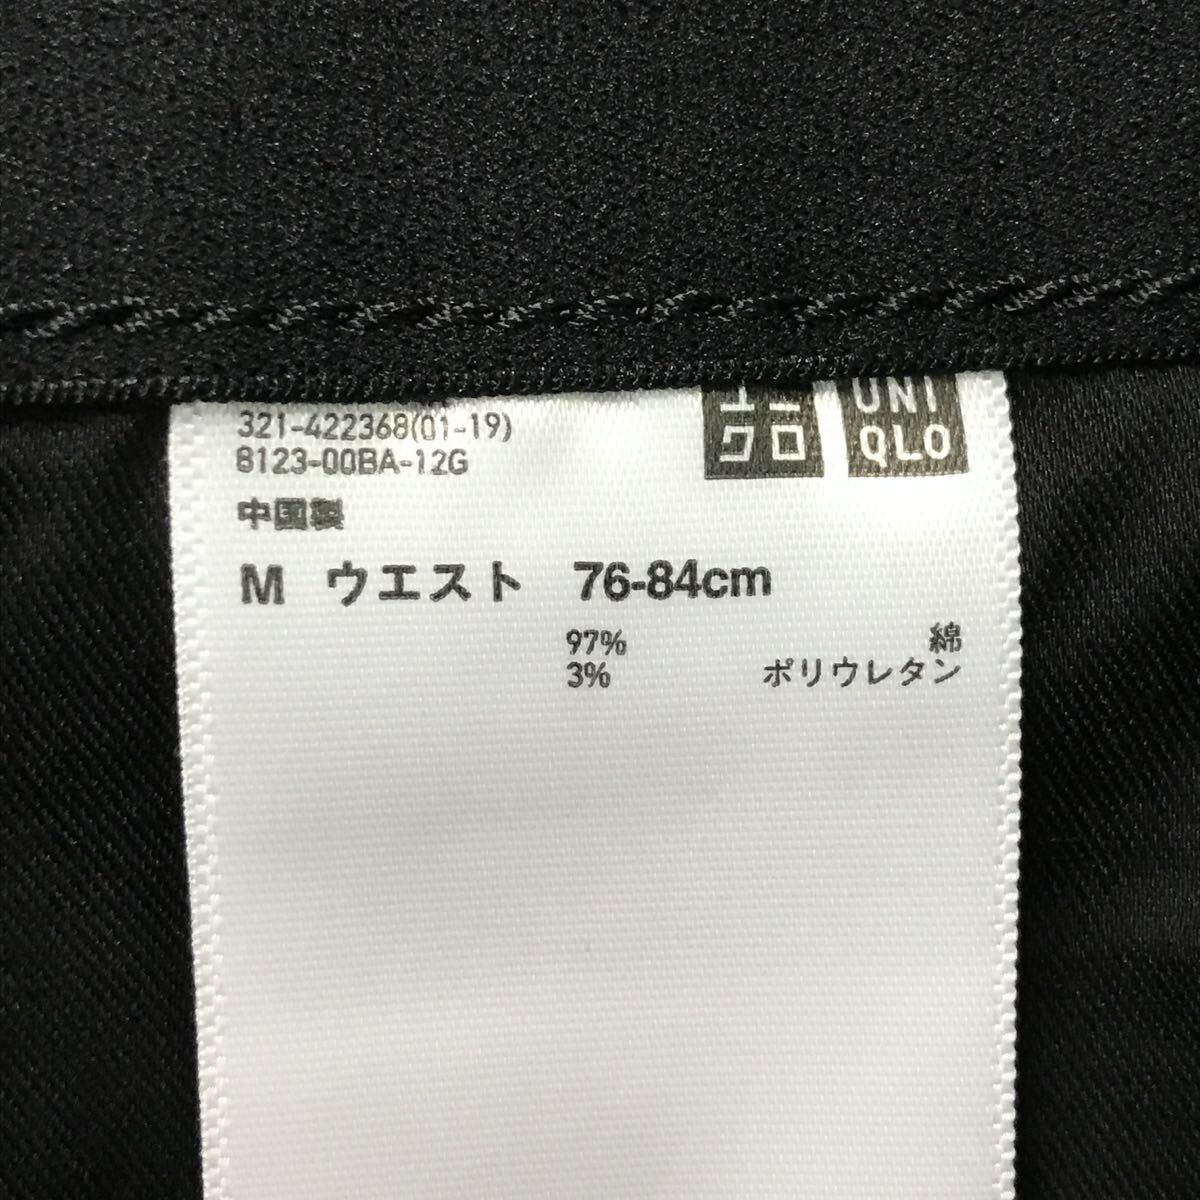 ユニ
クロ
UNI
QLO
321-422368(01-19)
8123-00BA-12G
中国製
M ウエスト 76-84cm
97% 綿
3% ポリウレタン